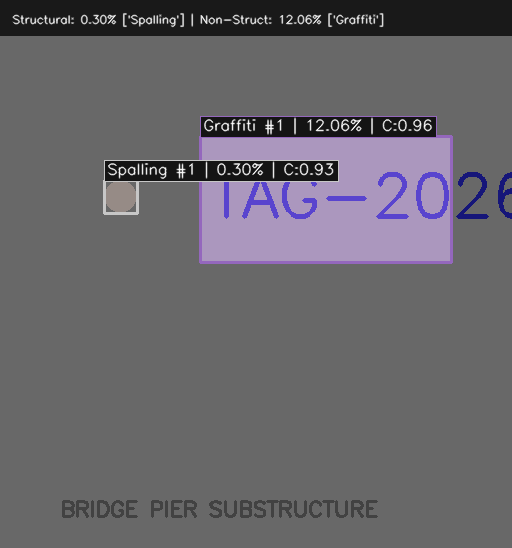 Structural: 0.30% ['Spalling'] | Non-Struct: 12.06% ['Graffiti']
Graffiti #1 | 12.06% | C:0.96
Spalling #1 | 0.30% | C:0.93
TAG-2026
BRIDGE PIER SUBSTRUCTURE